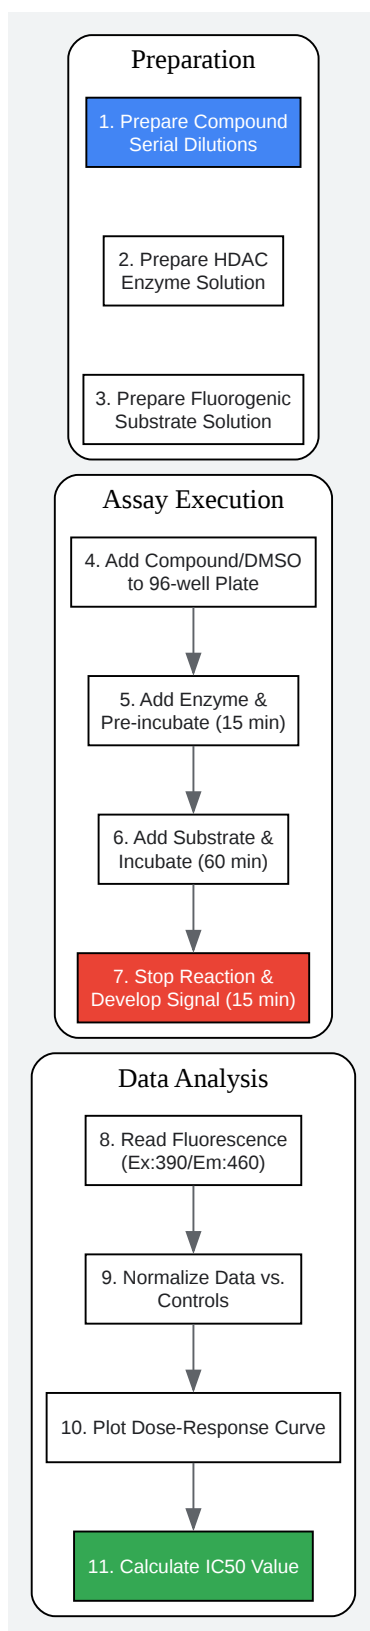 Preparation
1. Prepare Compound
Serial Dilutions
2. Prepare HDAC
Enzyme Solution
3. Prepare Fluorogenic
Substrate Solution
Assay Execution
4. Add Compound/DMSO
to 96-well Plate
5. Add Enzyme &
Pre-incubate (15 min)
6. Add Substrate &
Incubate (60 min)
7. Stop Reaction &
Develop Signal (15 min)
Data Analysis
8. Read Fluorescence
(Ex:390/Em:460)
9. Normalize Data vs.
Controls
10. Plot Dose-Response Curve
11. Calculate IC50 Value